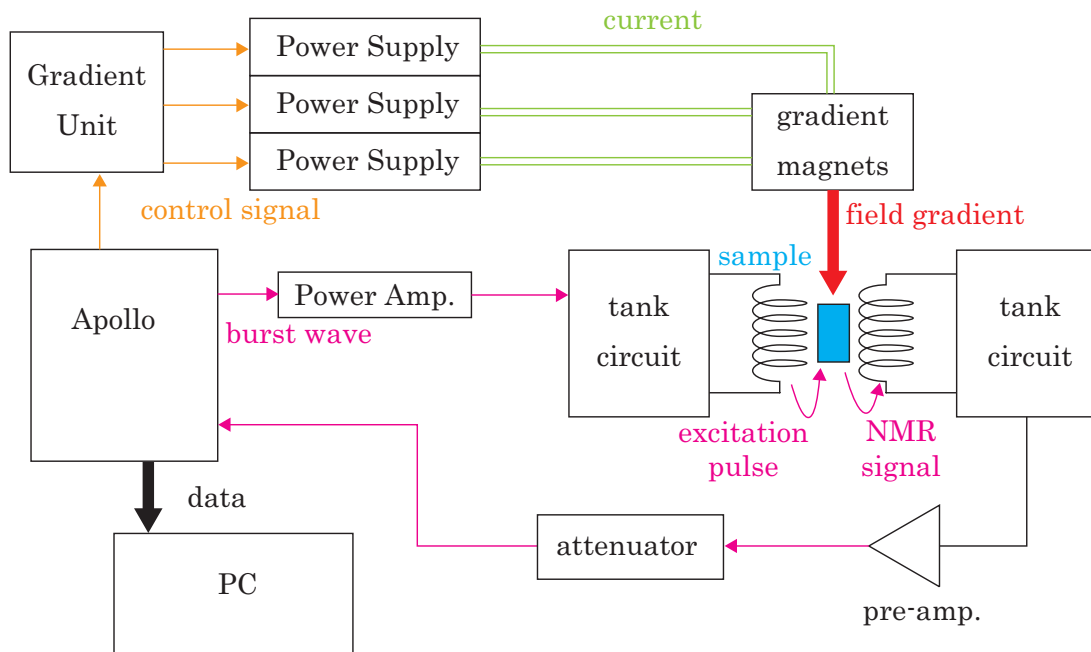 current
Power Supply
Gradient
Unit
Power Supply
gradient
magnets
Power Supply
control signal
field gradient
sample
Apollo
Power Amp.
tank
circuit
tank
circuit
burst wave
excitation
pulse
NMR
signal
data
attenuator
PC
pre-amp.